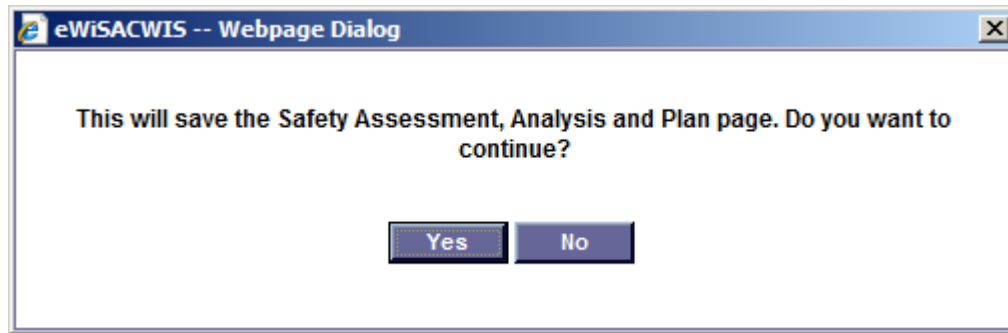 eWiSACWIS -- Webpage Dialog
This will save the Safety Assessment, Analysis and Plan page. Do you want to
continue?
Yes No